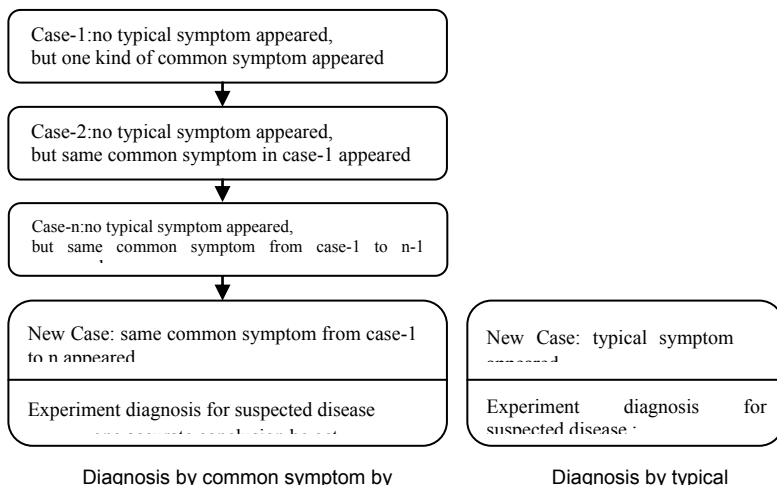 Case-1:no typical symptom appeared,
but one kind of common symptom appeared
Case-2:no typical symptom appeared,
but same common symptom in case-1 appeared
Case-n:no typical symptom appeared,
but same common symptom from case-1 to n-1
New Case: same common symptom from case-1
to n appeared
Experiment diagnosis for suspected disease
New Case: typical symptom
appeared
Experiment diagnosis for
suspected disease :
Diagnosis by common symptom by
Diagnosis by typical